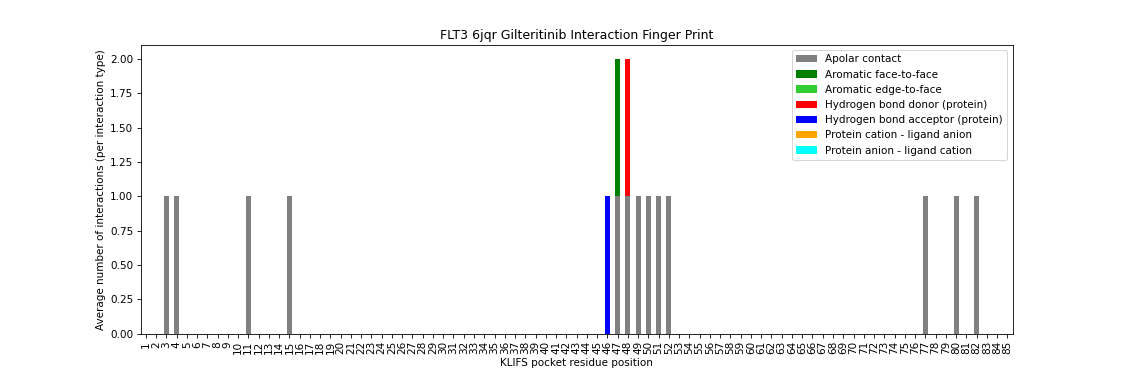 FLT3 6jqr Gilteritinib Interaction Finger Print
Average number of interactions (per interaction type)
2.00
1.75
1.50
1.25
1.00
0.75
0.50
0.25
0.00
Apolar contact
Aromatic face-to-face
Aromatic edge-to-face
Hydrogen bond donor (protein)
Hydrogen bond acceptor (protein)
Protein cation - ligand anion
Protein anion - ligand cation
1 2 3 4 5 6 7 8 9 10 11 12 13 14 15 16 17 18 19 20 21 22 23 24 25 26 27 28 29 30 31 32 33 34 35 36 37 38 39 40 41 42 43 44 45 46 47 48 49 50 51 52 53 54 55 56 57 58 59 60 61 62 63 64 65 66 67 68 69 70 71 72 73 74 75 76 77 78 79 80 81 82 83 84 85
KLIFS pocket residue position